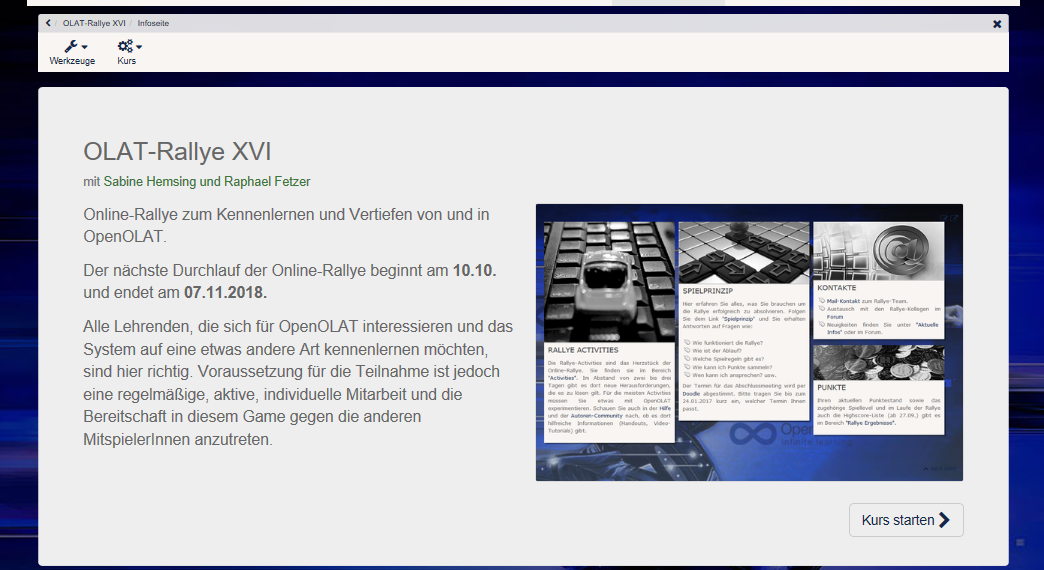 OLAT-Rallye XVI / Infoseite
Werkzeuge
Kurs
OLAT-Rallye XVI
mit Sabine Hemsing und Raphael Fetzer
Online-Rallye zum Kennenlernen und Vertiefen von und in
OpenOLAT.
Der nächste Durchlauf der Online-Rallye beginnt am 10.10.
und endet am 07.11.2018.
Alle Lehrenden, die sich für OpenOLAT interessieren und das
System auf eine etwas andere Art kennenlernen möchten,
sind hier richtig. Voraussetzung für die Teilnahme ist jedoch
eine regelmäßige, aktive, individuelle Mitarbeit und die
Bereitschaft in diesem Game gegen die anderen
MitspielerInnen anzutreten.
RALLYE ACTIVITIES
Die Rallye-Activities sind das Herzstück der
Online-Rallye. Sie finden sie im Bereich
"Activities". Im Abstand von zwei bis drei
Tagen gibt es dort neue Herausforderungen,
die es zu lösen gilt. Für die meisten Activities
müssen Sie etwas mit OpenOLAT
experimentieren. Schauen Sie auch in der Hilfe
und der Autoren-Community nach, ob es dort
hilfreiche Informationen (Handouts, Video-
Tutorials) gibt.
SPIELPRINZIP
Hier erfahren Sie alles, was Sie brauchen um
die Rallye erfolgreich zu absolvieren. Folgen
Sie dem Link "Spielprinzip" und Sie erhalten
Antworten auf Fragen wie:
Wie funktioniert die Rallye?
Wie ist der Ablauf?
Welche Spielregeln gibt es?
Wie kann ich Punkte sammeln?
Wen kann ich ansprechen? usw.
Der Termin für das Abschlussmeeting wird per
Doodle abgestimmt. Bitte tragen Sie bis zum
24.01.2017 kurz ein, welcher Termin Ihnen
passt.
KONTAKTE
Mail-Kontakt zum Rallye-Team.
Austausch mit den Rallye-Kollegen im
Forum
Neuigkeiten finden Sie unter "Aktuelle
Infos" oder im Forum.
PUNKTE
Ihren aktuellen Punktestand sowie das
zugehörige Spiellevel und im Laufe der Rallye
auch die Highscore-Liste (ab 27.09.) gibt es
im Bereich "Rallye Ergebnisse".
Open
infinite learning
Kurs starten